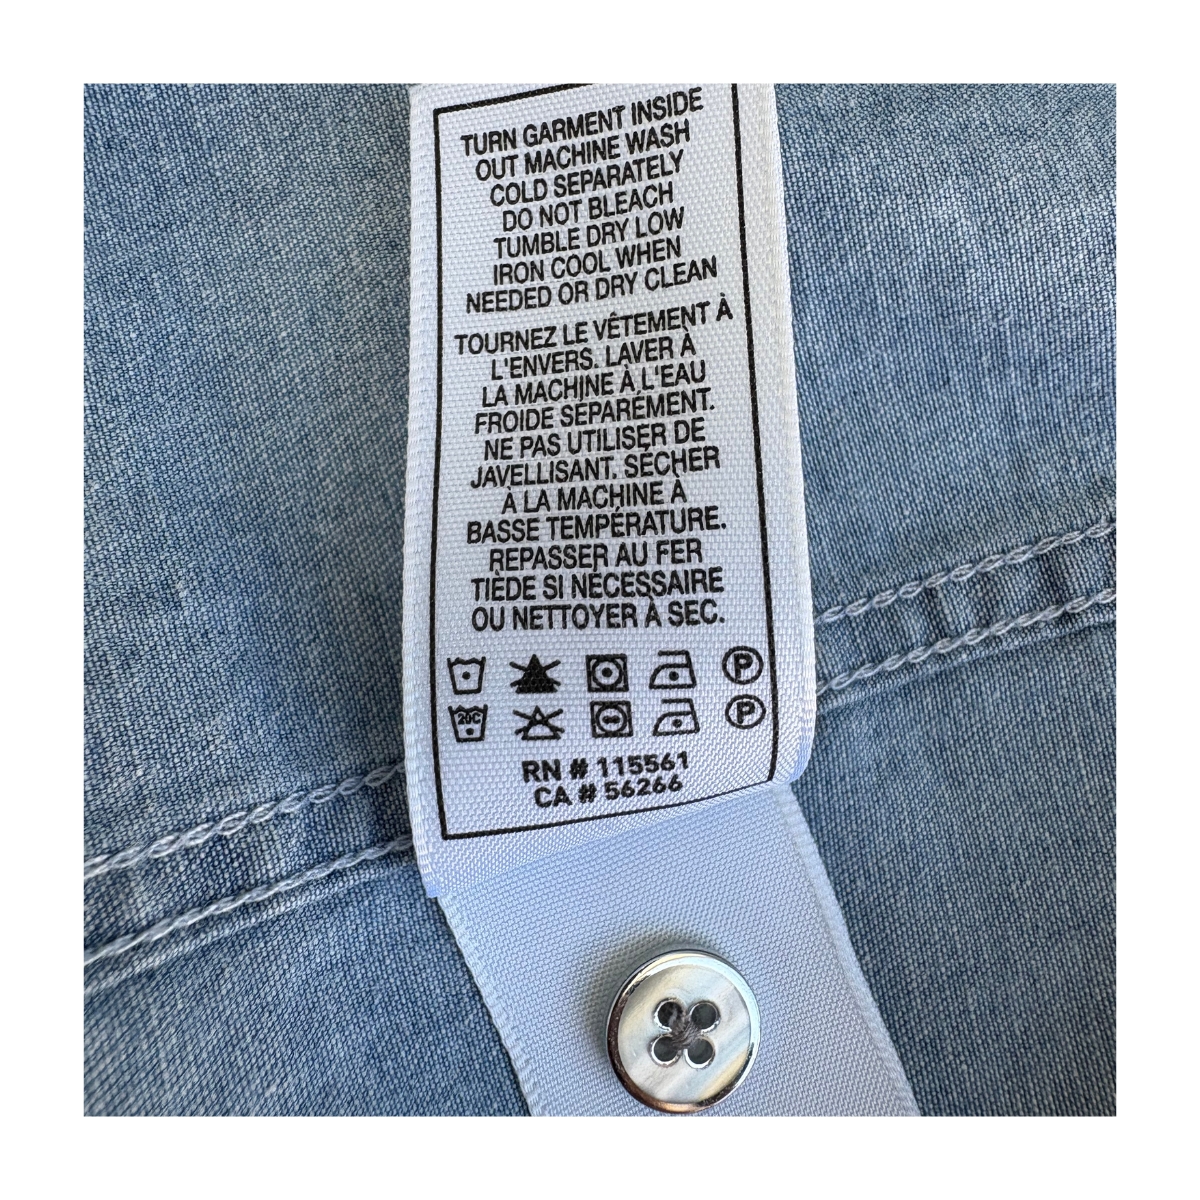 TURN GARMENT INSIDE
OUT MACHINE WASH
COLD SEPARATELY
DO NOT BLEACH
TUMBLE DRY LOW
IRON COOL WHEN
NEEDED OR DRY CLEAN
TOURNEZ LE VÊTEMENT À
L'ENVERS. LAVER À
LA MACHINE À L'EAU
FROIDE SÉPARÉMENT.
NE PAS UTILISER DE
JAVELLISANT. SÉCHER
À LA MACHINE À
BASSE TEMPÉRATURE.
REPASSER AU FER
TIÈDE SI NÉCESSAIRE
OU NETTOYER À SEC.
P
20C P
RN # 115561
CA # 56266